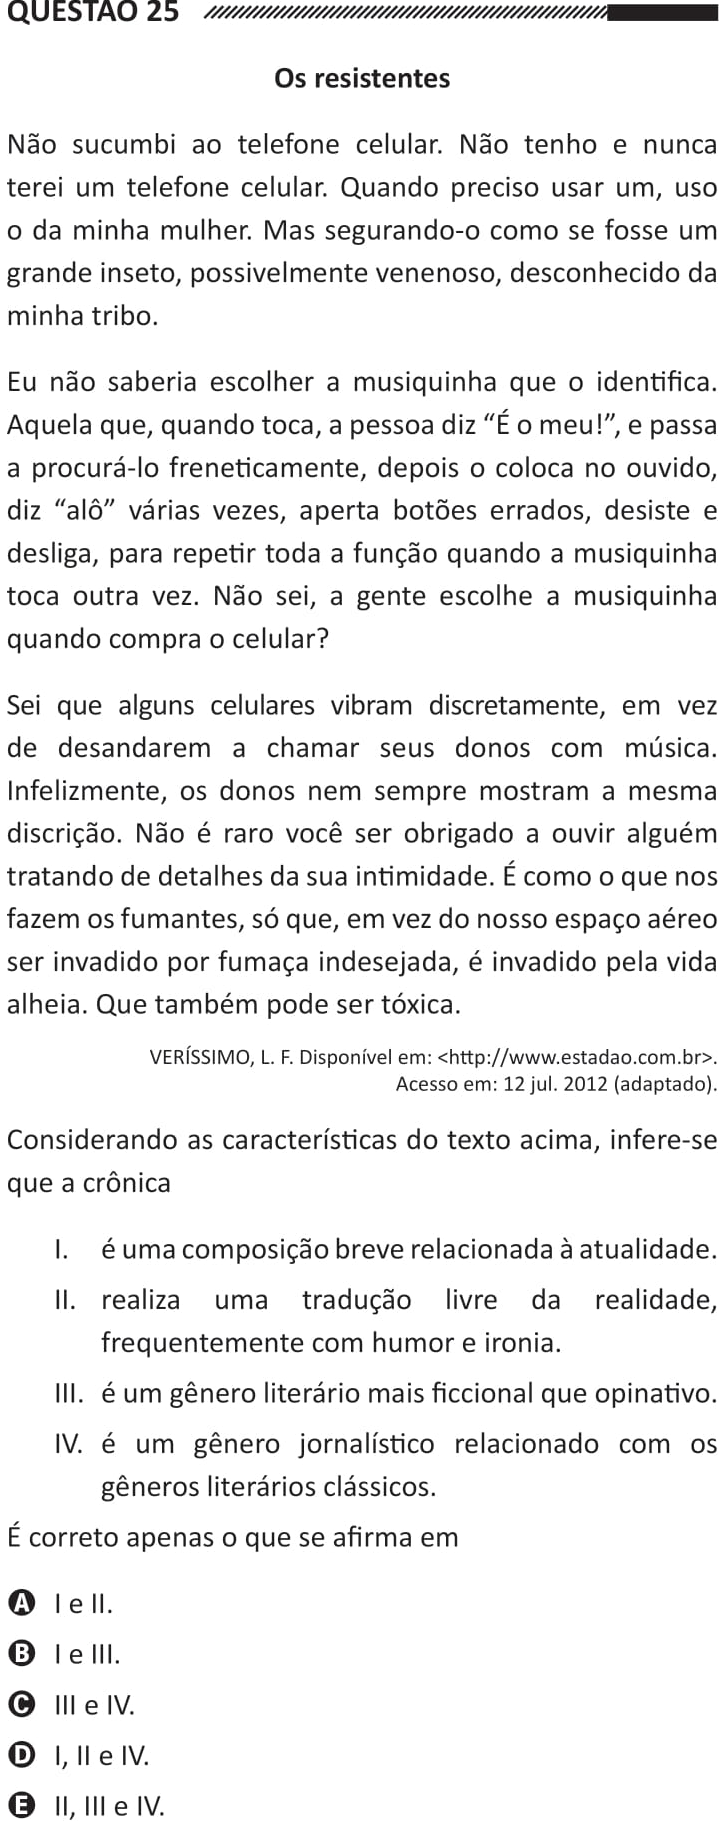 QUESTÃO 25
Os resistentes
Não sucumbi ao telefone celular. Não tenho e nunca
terei um telefone celular. Quando preciso usar um, uso
o da minha mulher. Mas segurando-o como se fosse um
grande inseto, possivelmente venenoso, desconhecido da
minha tribo.
Eu não saberia escolher a musiquinha que o identifica.
Aquela que, quando toca, a pessoa diz “É o meu!”, e passa
a procurá-lo freneticamente, depois o coloca no ouvido,
diz “alô” várias vezes, aperta botões errados, desiste e
desliga, para repetir toda a função quando a musiquinha
toca outra vez. Não sei, a gente escolhe a musiquinha
quando compra o celular?
Sei que alguns celulares vibram discretamente, em vez
de desandarem a chamar seus donos com música.
Infelizmente, os donos nem sempre mostram a mesma
discrição. Não é raro você ser obrigado a ouvir alguém
tratando de detalhes da sua intimidade. É como o que nos
fazem os fumantes, só que, em vez do nosso espaço aéreo
ser invadido por fumaça indesejada, é invadido pela vida
alheia. Que também pode ser tóxica.
VERÍSSIMO, L. F. Disponível em: <http://www.estadao.com.br>.
Acesso em: 12 jul. 2012 (adaptado).
Considerando as características do texto acima, infere-se
que a crônica
I. é uma composição breve relacionada à atualidade.
II. realiza uma tradução livre da realidade,
frequentemente com humor e ironia.
III. é um gênero literário mais ficcional que opinativo.
IV. é um gênero jornalístico relacionado com os
gêneros literários clássicos.
É correto apenas o que se afirma em
A I e II.
B I e III.
C III e IV.
D I, II e IV.
E II, III e IV.